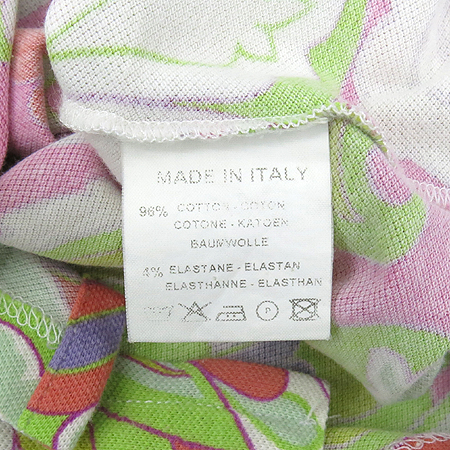 MADE IN ITALY
96% COTTON - COTON
COTONE - KATOEN
BAUMWOLLE
4% ELASTANE - ELASTAN
ELASTHANNE - ELASTHAN
P